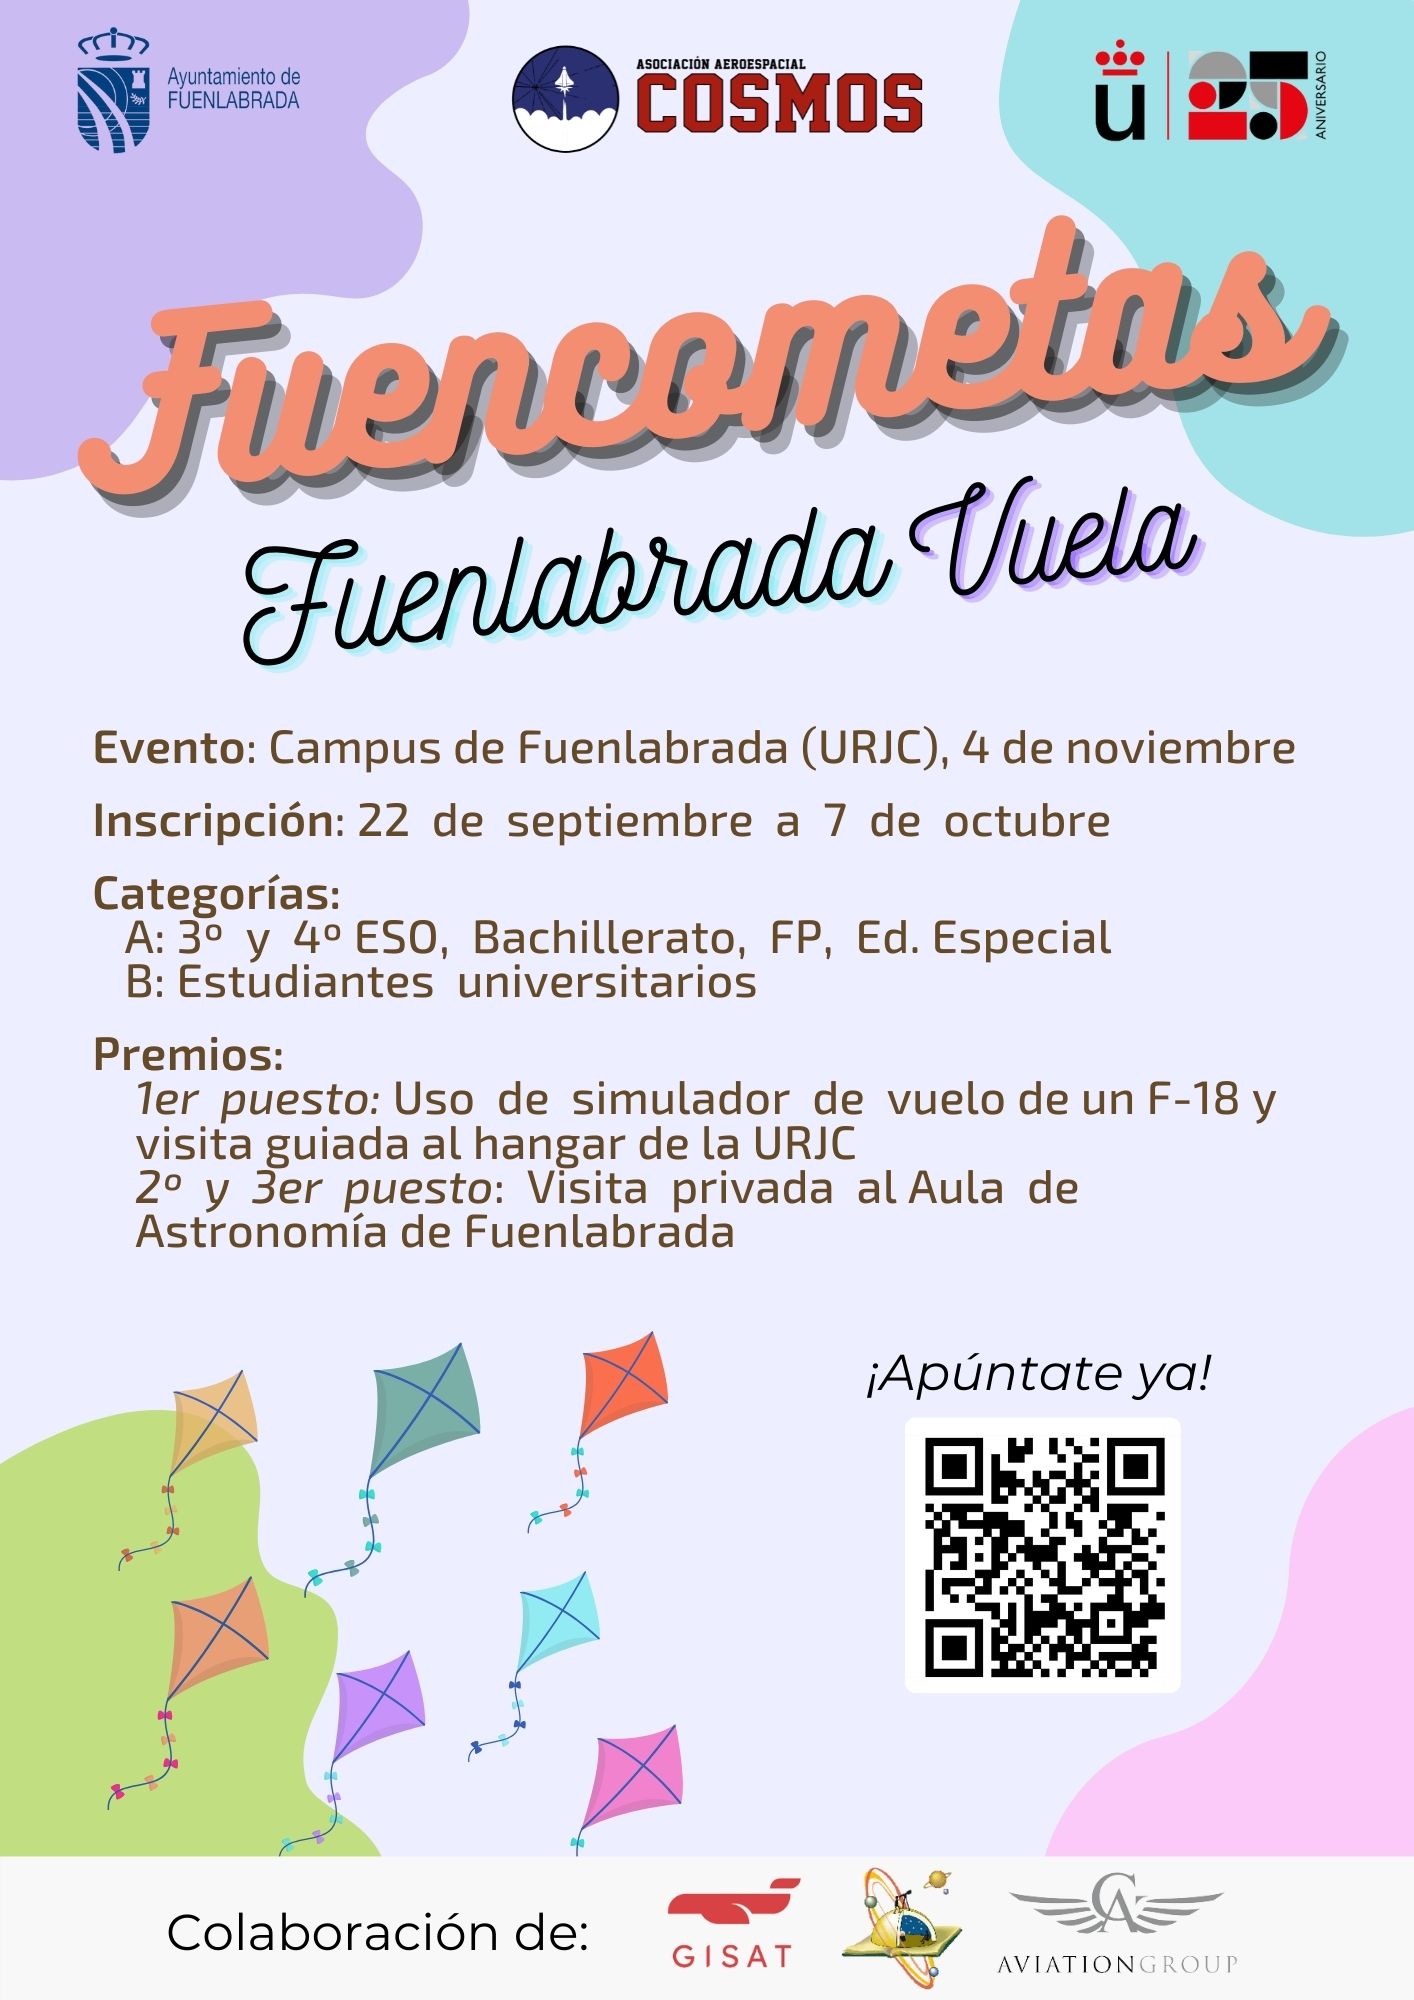 Ayuntamiento de
FUENLABRADA
ASOCIACIÓN AEROESPACIAL
COSMOS
u
25
ANIVERSARIO
Fuencometas
Fuenlabrada Vuela
Evento: Campus de Fuenlabrada (URJC), 4 de noviembre
Inscripción: 22 de septiembre a 7 de octubre
Categorías:
A: 3º y 4º ESO, Bachillerato, FP, Ed. Especial
B: Estudiantes universitarios
Premios:
1er puesto: Uso de simulador de vuelo de un F-18 y
visita guiada al hangar de la URJC
2º y 3er puesto: Visita privada al Aula de
Astronomía de Fuenlabrada
¡Apúntate ya!
Colaboración de:
GISAT
CA
AVIATIONGROUP